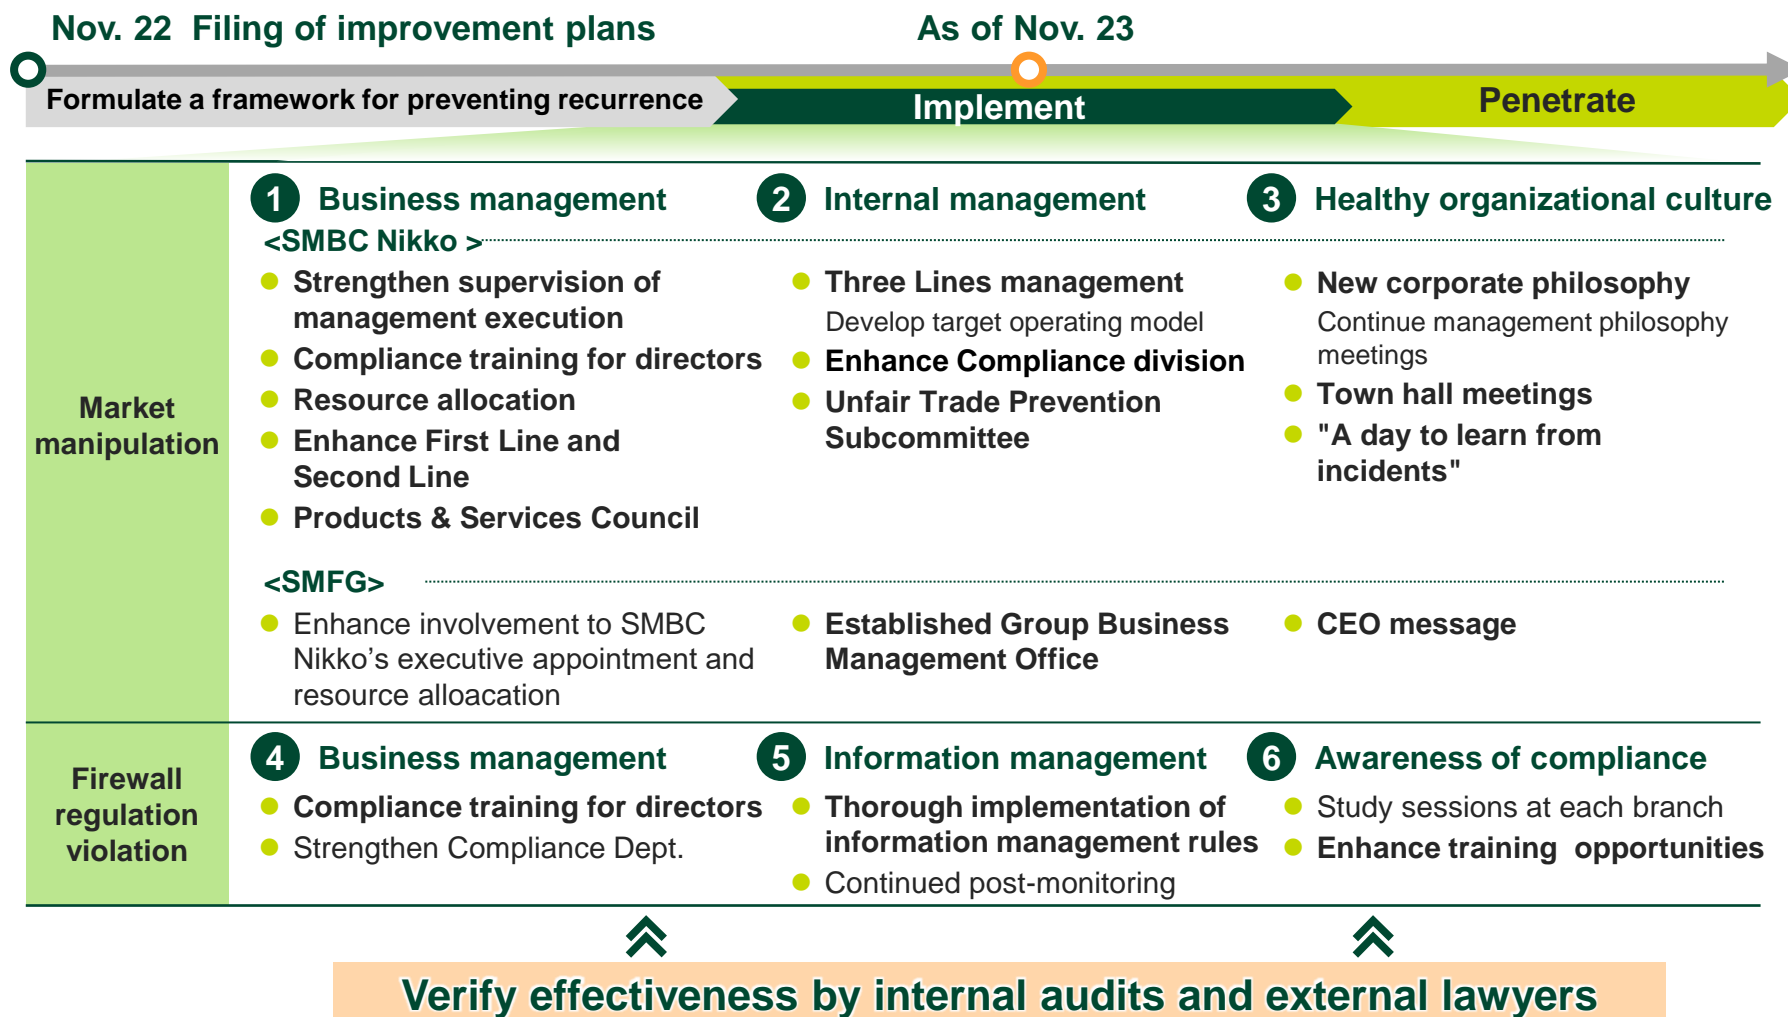 Nov. 22  Filing of improvement plans
As of Nov. 23
Formulate a framework for preventing recurrence
Implement
Penetrate
Market
manipulation
1 Business management
2 Internal management
3 Healthy organizational culture
<SMBC Nikko >
Strengthen supervision of
management execution
Compliance training for directors
Resource allocation
Enhance First Line and
Second Line
Products & Services Council
Three Lines management
Develop target operating model
Enhance Compliance division
Unfair Trade Prevention
Subcommittee
New corporate philosophy
Continue management philosophy
meetings
Town hall meetings
"A day to learn from
incidents"
<SMFG>
Enhance involvement to SMBC
Nikko’s executive appointment and
resource alloacation
Established Group Business
Management Office
CEO message
Firewall
regulation
violation
4 Business management
Compliance training for directors
Strengthen Compliance Dept.
5 Information management
Thorough implementation of
information management rules
Continued post-monitoring
6 Awareness of compliance
Study sessions at each branch
Enhance training  opportunities
Verify effectiveness by internal audits and external lawyers